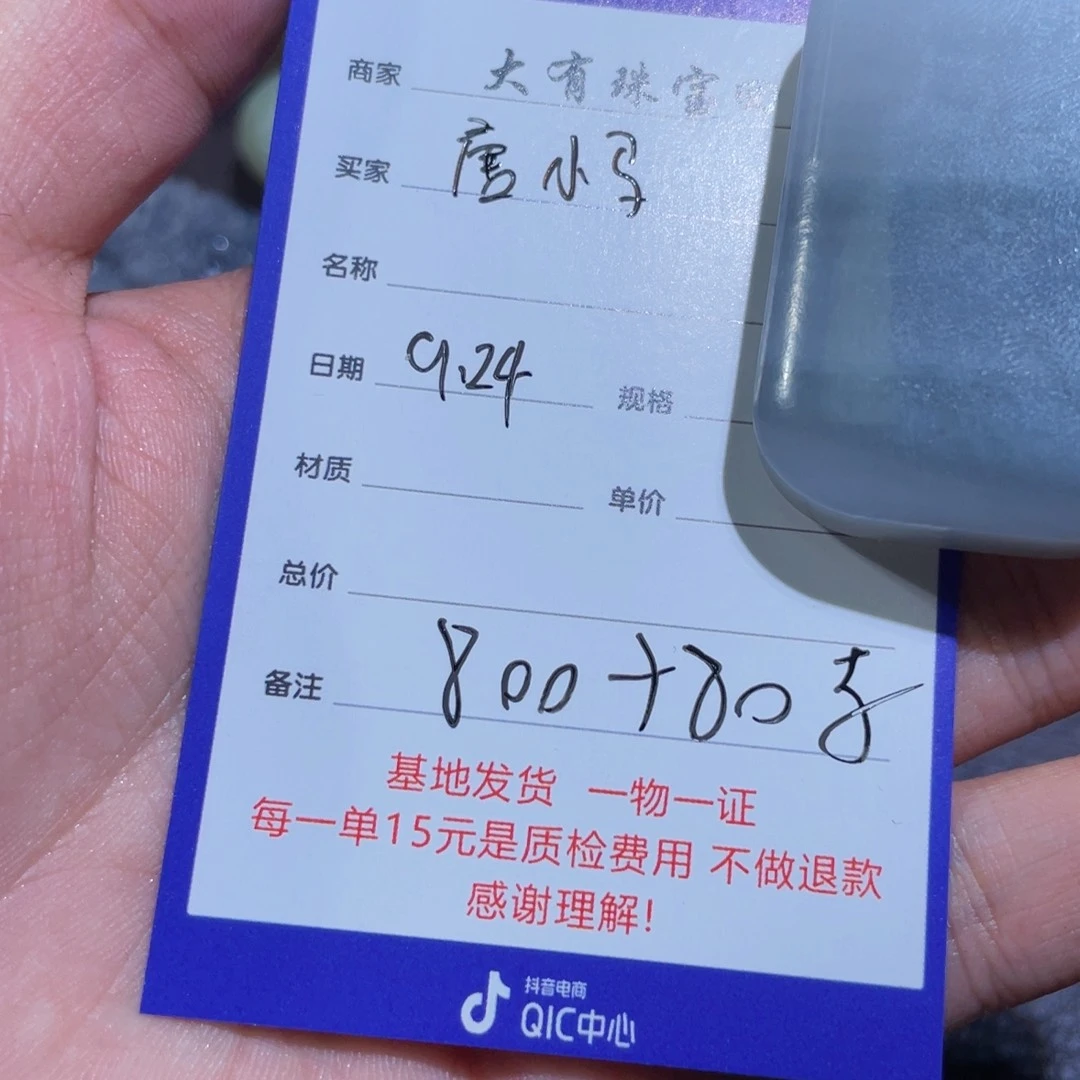 商家 大有珠宝
买家 唐小
名称
日期 9.24 规格
材质 单价
总价
备注 800+80
基地发货 一物一证
每一单15元是质检费用 不做退款
感谢理解!
抖音电商
QIC中心